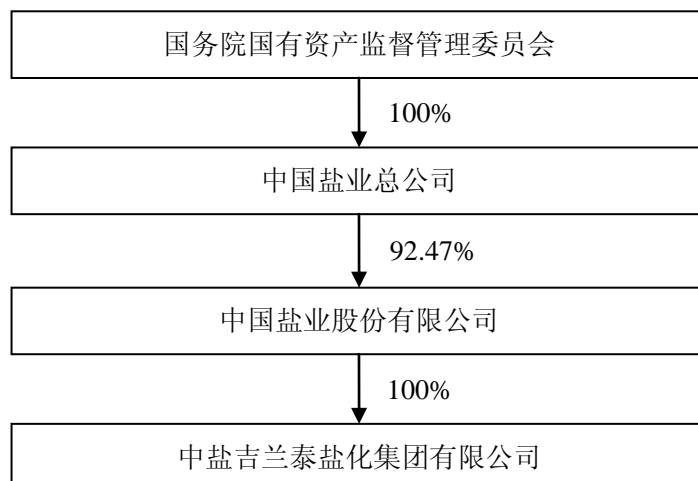 国务院国有资产监督管理委员会
100%
中国盐业总公司
92.47%
中国盐业股份有限公司
100%
中盐吉兰泰盐化集团有限公司